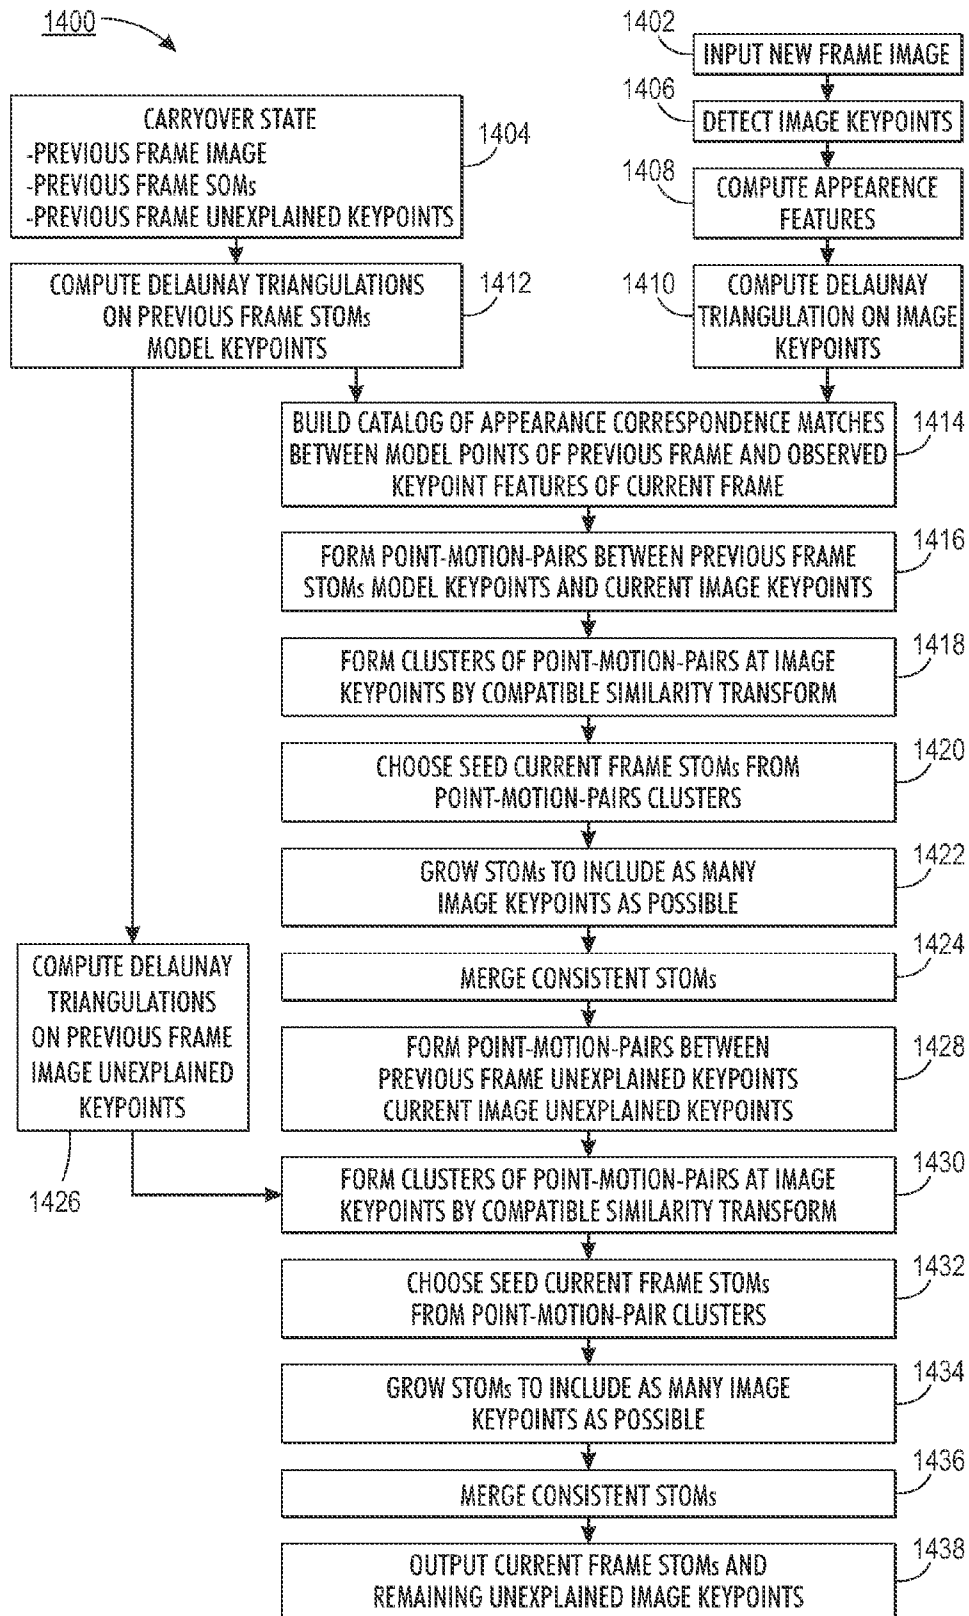 1400
1402
INPUT NEW FRAME IMAGE
1406
DETECT IMAGE KEYPOINTS
1404
CARRYOVER STATE
-PREVIOUS FRAME IMAGE
-PREVIOUS FRAME SOMs
-PREVIOUS FRAME UNEXPLAINED KEYPOINTS
1408
COMPUTE APPEARENCE
FEATURES
1412
COMPUTE DELAUNAY TRIANGULATIONS
ON PREVIOUS FRAME STOMs
MODEL KEYPOINTS
1410
COMPUTE DELAUNAY
TRIANGULATION ON IMAGE
KEYPOINTS
BUILD CATALOG OF APPEARANCE CORRESPONDENCE MATCHES
BETWEEN MODEL POINTS OF PREVIOUS FRAME AND OBSERVED
KEYPOINT FEATURES OF CURRENT FRAME
1414
FORM POINT-MOTION-PAIRS BETWEEN PREVIOUS FRAME
STOMs MODEL KEYPOINTS AND CURRENT IMAGE KEYPOINTS
1416
FORM CLUSTERS OF POINT-MOTION-PAIRS AT IMAGE
KEYPOINTS BY COMPATIBLE SIMILARITY TRANSFORM
1418
CHOOSE SEED CURRENT FRAME STOMs FROM
POINT-MOTION-PAIRS CLUSTERS
1420
GROW STOMs TO INCLUDE AS MANY
IMAGE KEYPOINTS AS POSSIBLE
1422
MERGE CONSISTENT STOMs
1424
COMPUTE DELAUNAY
TRIANGULATIONS
ON PREVIOUS FRAME
IMAGE UNEXPLAINED
KEYPOINTS
1426
FORM POINT-MOTION-PAIRS BETWEEN
PREVIOUS FRAME UNEXPLAINED KEYPOINTS
CURRENT IMAGE UNEXPLAINED KEYPOINTS
1428
FORM CLUSTERS OF POINT-MOTION-PAIRS AT IMAGE
KEYPOINTS BY COMPATIBLE SIMILARITY TRANSFORM
1430
CHOOSE SEED CURRENT FRAME STOMs
FROM POINT-MOTION-PAIR CLUSTERS
1432
GROW STOMs TO INCLUDE AS MANY IMAGE
KEYPOINTS AS POSSIBLE
1434
MERGE CONSISTENT STOMs
1436
OUTPUT CURRENT FRAME STOMs AND
REMAINING UNEXPLAINED IMAGE KEYPOINTS
1438